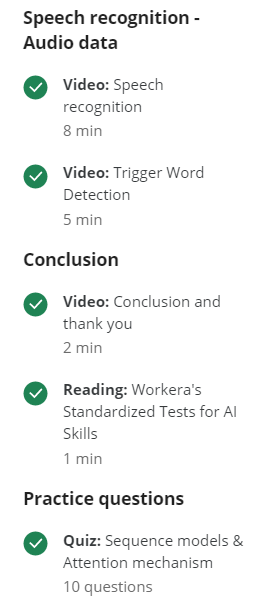 Speech recognition -
Audio data
Video: Speech
recognition
8 min
Video: Trigger Word
Detection
5 min
Conclusion
Video: Conclusion and
thank you
2 min
Reading: Workera's
Standardized Tests for AI
Skills
1 min
Practice questions
Quiz: Sequence models &
Attention mechanism
10 questions